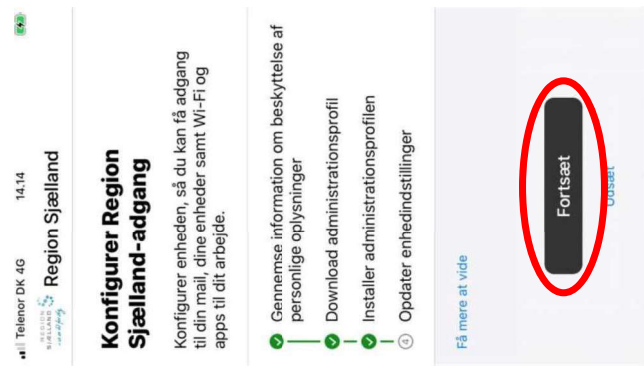 Telenor DK 4G 14.14
REGION
SJÆLLAND
Region Sjælland
Konfigurer Region
Sjælland-adgang
Konfigurer enheden, så du kan få adgang
til din mail, dine enheder samt Wi-Fi og
apps til dit arbejde.
Gennemse information om beskyttelse af
personlige oplysninger
Download administrationsprofil
Installer administrationsprofilen
4 Opdater enhedindstillinger
Få mere at vide
Fortsæt
Udsæt